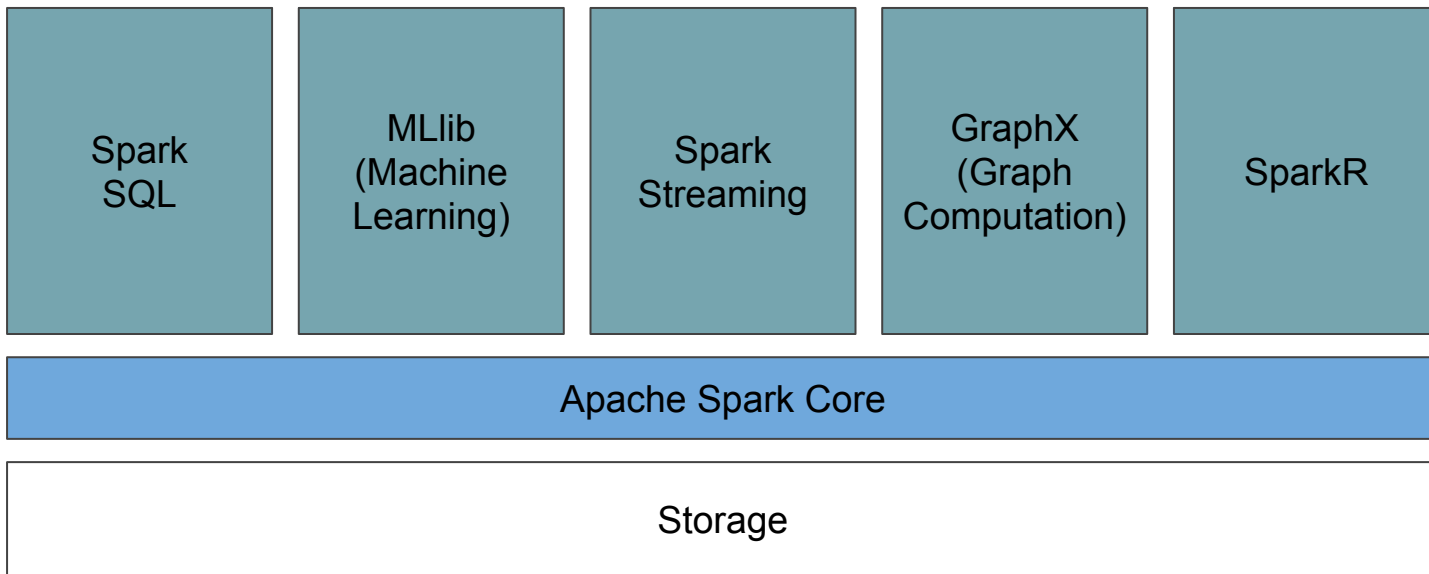 Spark
SQL
MLlib
(Machine
Learning)
Spark
Streaming
GraphX
(Graph
Computation)
SparkR
Apache Spark Core
Storage